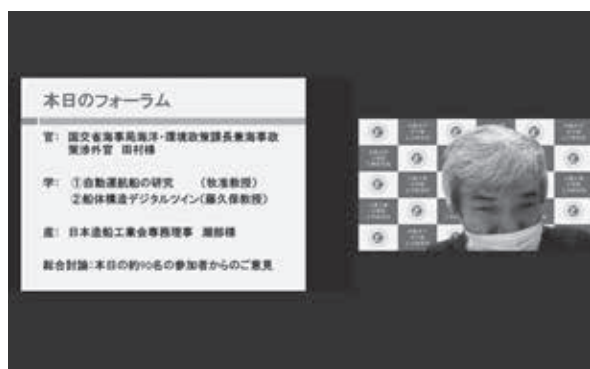 本日のフォーラム
官： 国交省海事局海洋・環境政策課長兼海事政
策渉外官 田村様
学： ①自動運航船の研究 （牧准教授）
②船体構造デジタルツイン（藤久保教授）
産： 日本造船工業会専務理事 様
総合討論：本日の約90名の参加者からのご意見